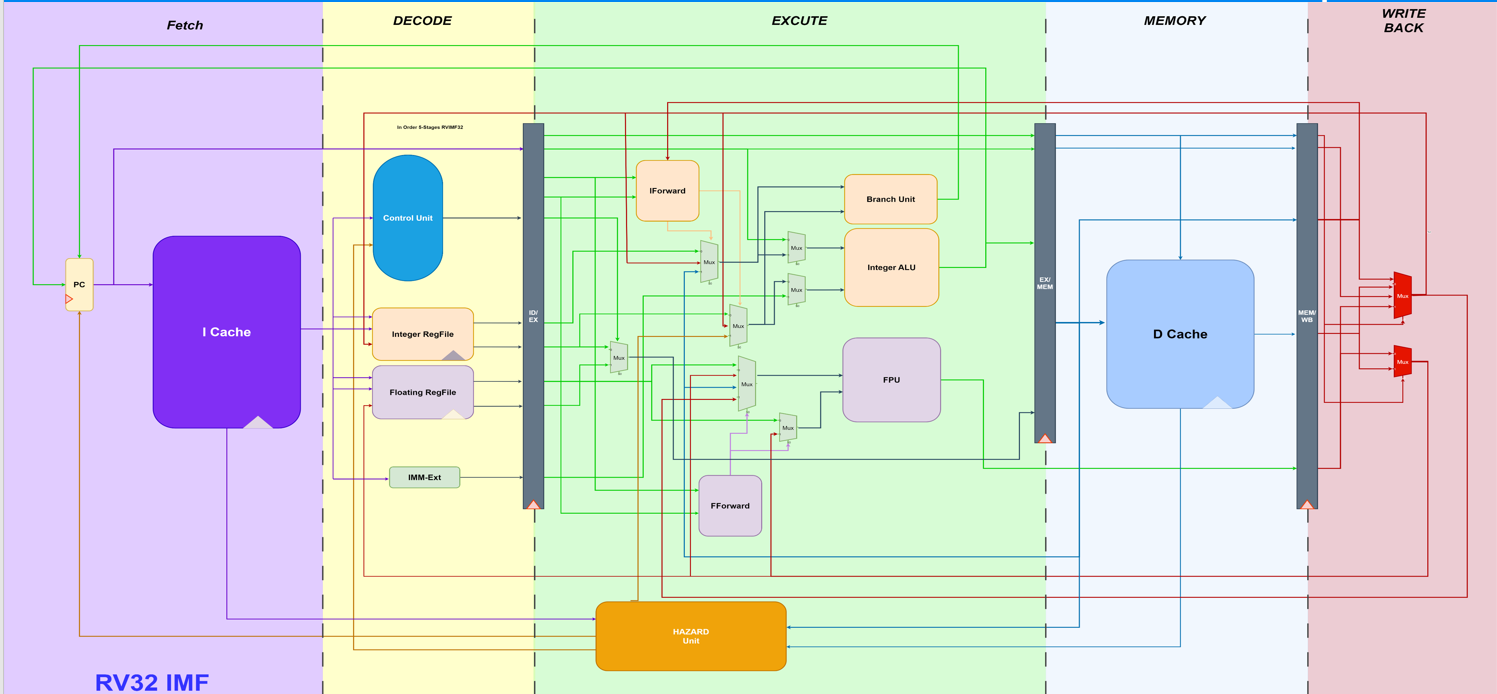 Fetch
DECODE
EXCUTE
MEMORY
WRITE
BACK
In Order 5-Stages RVIMF32
Control Unit
PC
I Cache
Integer RegFile
Floating RegFile
IMM-Ext
ID/
EX
IForward
Mux
Mux
Mux
Mux
Mux
Mux
Mux
Branch Unit
Integer ALU
FPU
FForward
EX/
MEM
D Cache
MEM/
WB
Mux
Mux
HAZARD
Unit
RV32 IMF